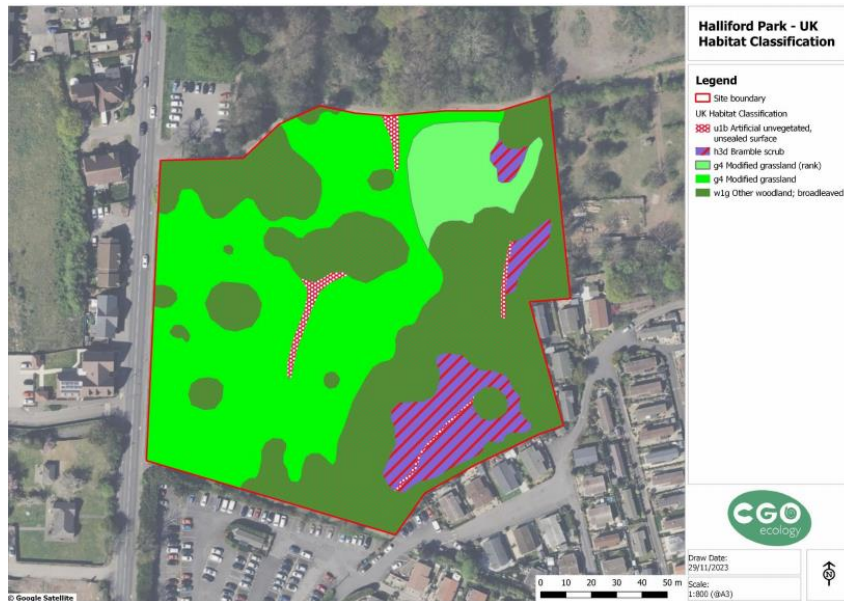 Halliford Park - UK
Habitat Classification
Legend
Site boundary
UK Habitat Classification
u1b Artificial unvegetated,
unsealed surface
h3d Bramble scrub
g4 Modified grassland (rank)
g4 Modified grassland
w1g Other woodland; broadleaved
CGO
ecology
Draw Date:
29/11/2023
Scale:
1:800 (@A3)
N
0 10 20 30 40 50 m
© Google Satellite